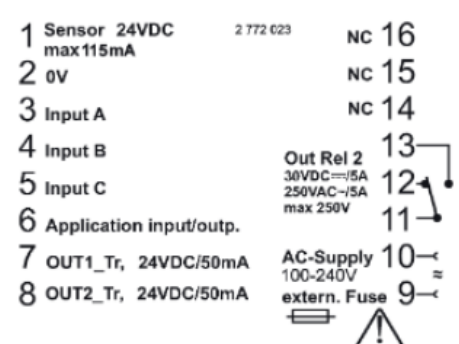 1 Sensor 24VDC
max115mA
2 772 023
2 0V
3 Input A
4 Input B
5 Input C
6 Application input/outp.
7 OUT1_Tr, 24VDC/50mA
8 OUT2_Tr, 24VDC/50mA
NC 16
NC 15
NC 14
13
Out Rel 2
30VDC⎓/5A
250VAC~/5A
max 250V
12
11
AC-Supply 10
100-240V
≈
extern. Fuse 9